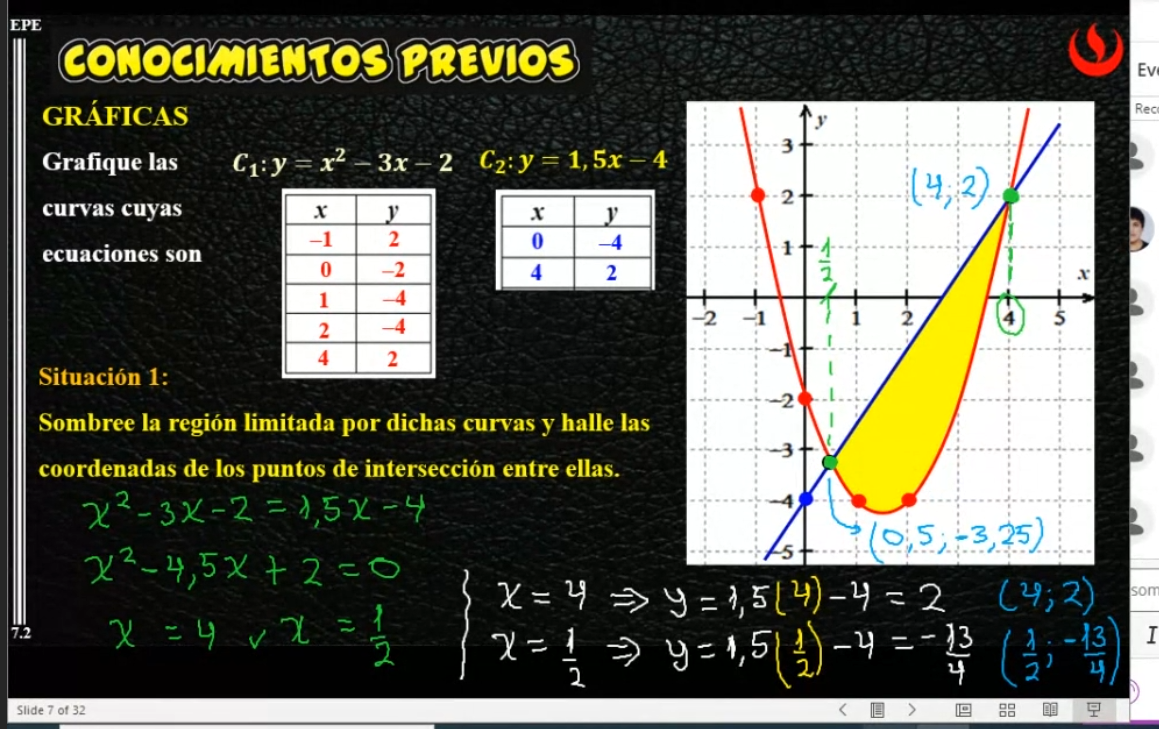 EPE
CONOCIMIENTOS PREVIOS
GRÁFICAS
Grafique las curvas cuyas ecuaciones son
C₁: y = x² − 3x − 2
C₂: y = 1,5x − 4
x y
−1 2
0 −2
1 −4
2 −4
4 2
x y
0 −4
4 2
Situación 1:
Sombree la región limitada por dichas curvas y halle las
coordenadas de los puntos de intersección entre ellas.
x² - 3x - 2 = 1,5x - 4
x² - 4,5x + 2 = 0
x = 4 ∨ x = 1/2
x = 4 ⇒ y = 1,5(4) - 4 = 2 (4; 2)
x = 1/2 ⇒ y = 1,5(1/2) - 4 = -13/4 (1/2; -13/4)
y
3
2
1
−1
−2
−3
−4
−5
−2 −1 1 2 4 5
x
(4, 2)
1/2
(0,5; -3,25)
7.2
Slide 7 of 32
Eve
Reco
som
I